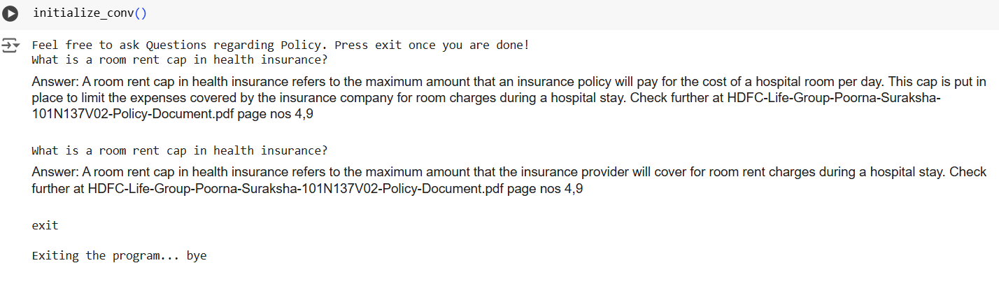 initialize_conv()
Feel free to ask Questions regarding Policy. Press exit once you are done!
What is a room rent cap in health insurance?
Answer: A room rent cap in health insurance refers to the maximum amount that an insurance policy will pay for the cost of a hospital room per day. This cap is put in
place to limit the expenses covered by the insurance company for room charges during a hospital stay. Check further at HDFC-Life-Group-Poorna-Suraksha-
101N137V02-Policy-Document.pdf page nos 4,9
What is a room rent cap in health insurance?
Answer: A room rent cap in health insurance refers to the maximum amount that the insurance provider will cover for room rent charges during a hospital stay. Check
further at HDFC-Life-Group-Poorna-Suraksha-101N137V02-Policy-Document.pdf page nos 4,9
exit
Exiting the program... bye